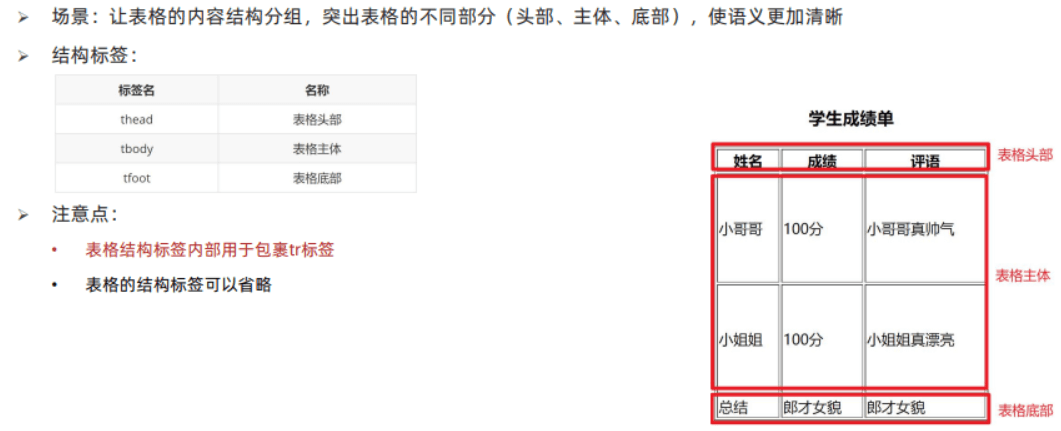 ➢ 场景：让表格的内容结构分组，突出表格的不同部分（头部、主体、底部），使语义更加清晰
➢ 结构标签：
标签名 名称
thead 表格头部
tbody 表格主体
tfoot 表格底部
➢ 注意点：
• 表格结构标签内部用于包裹tr标签
• 表格的结构标签可以省略
学生成绩单
姓名 成绩 评语 表格头部
小哥哥 100分 小哥哥真帅气
表格主体
小姐姐 100分 小姐姐真漂亮
总结 郎才女貌 郎才女貌 表格底部